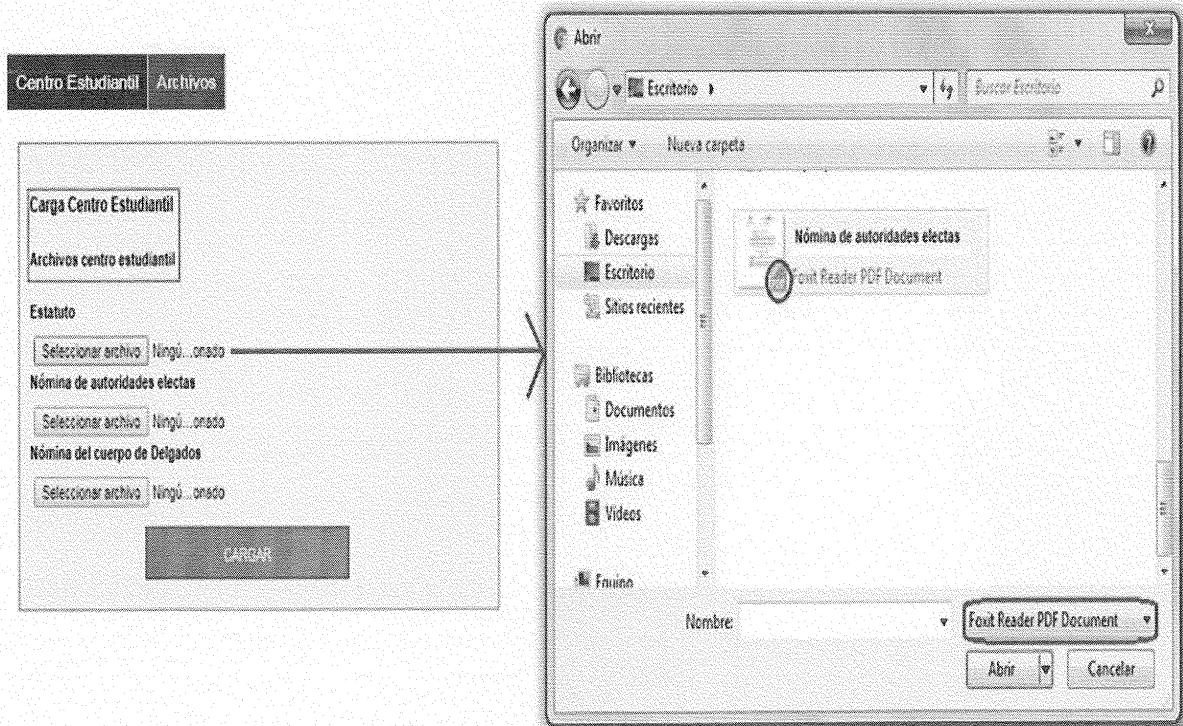 Centro Estudiantil Archivos
Carga Centro Estudiantil
Archivos centro estudiantil
Estatuto
Seleccionar archivo Ningú...onado
Nómina de autoridades electas
Seleccionar archivo Ningú...onado
Nómina del cuerpo de Delgados
Seleccionar archivo Ningú...onado
CARGAR
Abrir
Escritorio
Buscar Escritorio
Organizar Nueva carpeta
Favoritos
Descargas
Escritorio
Sitios recientes
Bibliotecas
Documentos
Imágenes
Música
Vídeos
Equipo
Nómina de autoridades electas
Foxit Reader PDF Document
Nombre:
Foxit Reader PDF Document
Abrir Cancelar